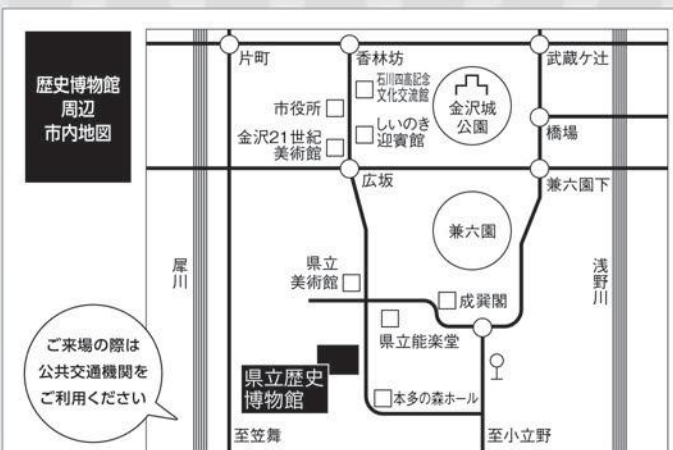 歴史博物館
周辺
市内地図
片町
香林坊
武蔵ケ辻
石川四高記念
文化交流館
市役所
金沢城
公園
しいのき
迎賓館
金沢21世紀
美術館
橋場
広坂
兼六園下
兼六園
犀川
浅野川
県立
美術館
成巽閣
県立能楽堂
県立歴史
博物館
本多の森ホール
ご来場の際は
公共交通機関を
ご利用ください
至笠舞
至小立野